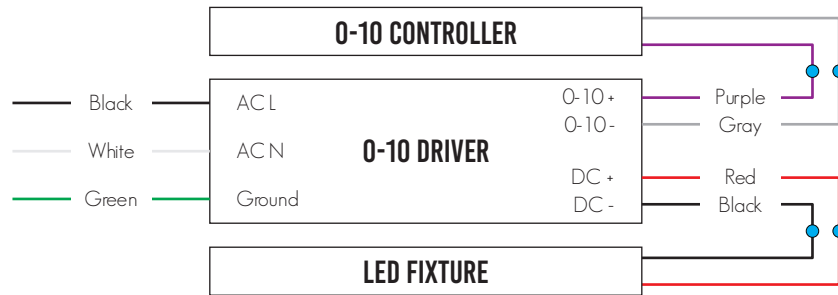 0-10 CONTROLLER
Black AC L 0-10 + Purple
0-10 - Gray
White AC N 0-10 DRIVER
DC + Red
Green Ground DC - Black
LED FIXTURE